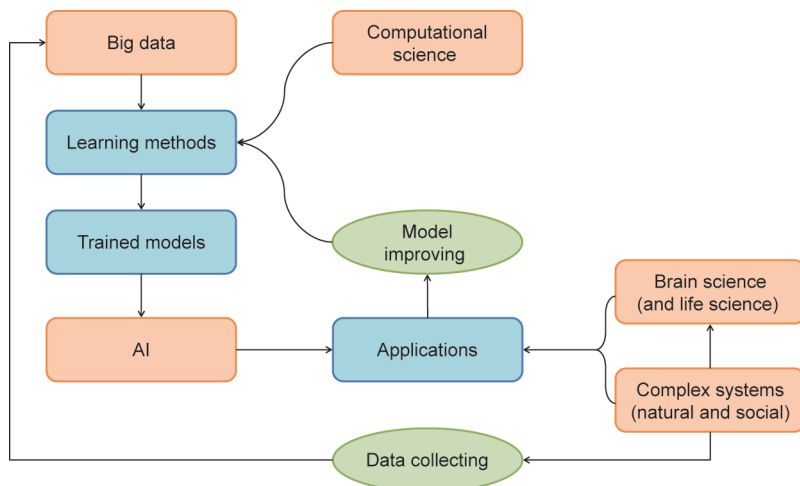 Big data
Computational
science
Learning methods
Trained models
Model
improving
Brain science
(and life science)
AI
Applications
Complex systems
(natural and social)
Data collecting